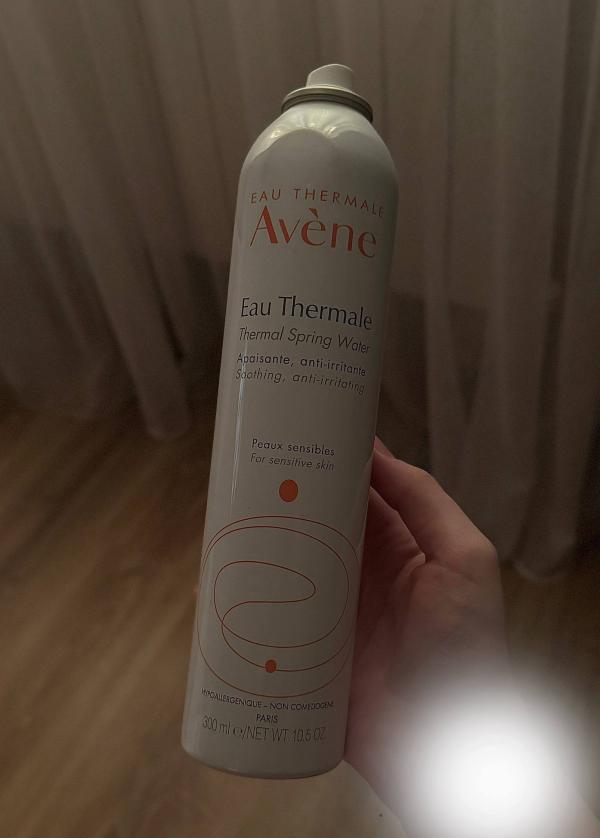 EAU THERMALE
Avène
Eau Thermale
Thermal Spring Water
Apaisante, anti-irritante
Soothing, anti-irritating
Peaux sensibles
For sensitive skin
HYPOALLERGENIQUE – NON COMEDOGENE
PARIS
300 ml ℮/NET WT 10.5 OZ.